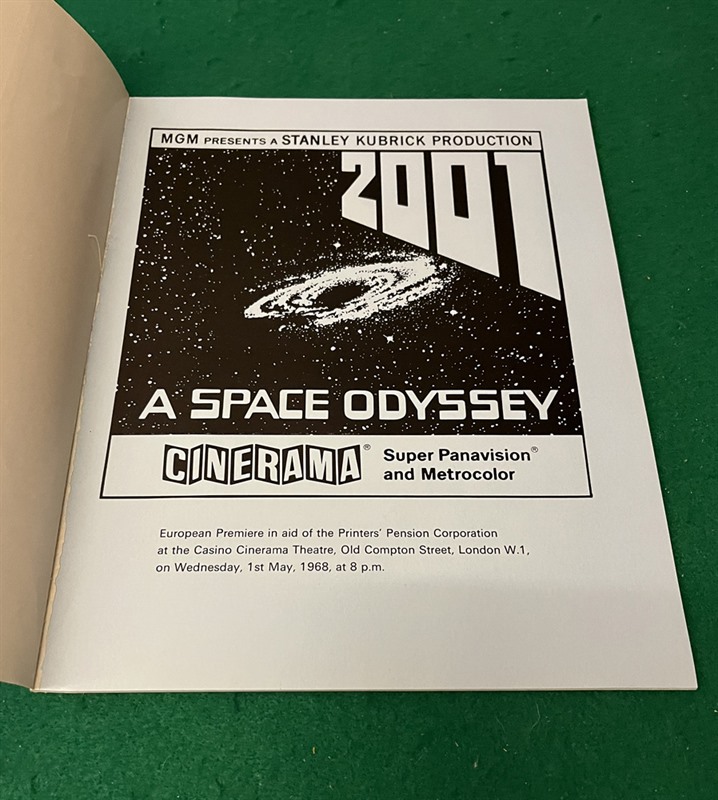 MGM PRESENTS A STANLEY KUBRICK PRODUCTION
2001
A SPACE ODYSSEY
CINERAMA® Super Panavision®
and Metrocolor
European Premiere in aid of the Printers' Pension Corporation
at the Casino Cinerama Theatre, Old Compton Street, London W.1,
on Wednesday, 1st May, 1968, at 8 p.m.